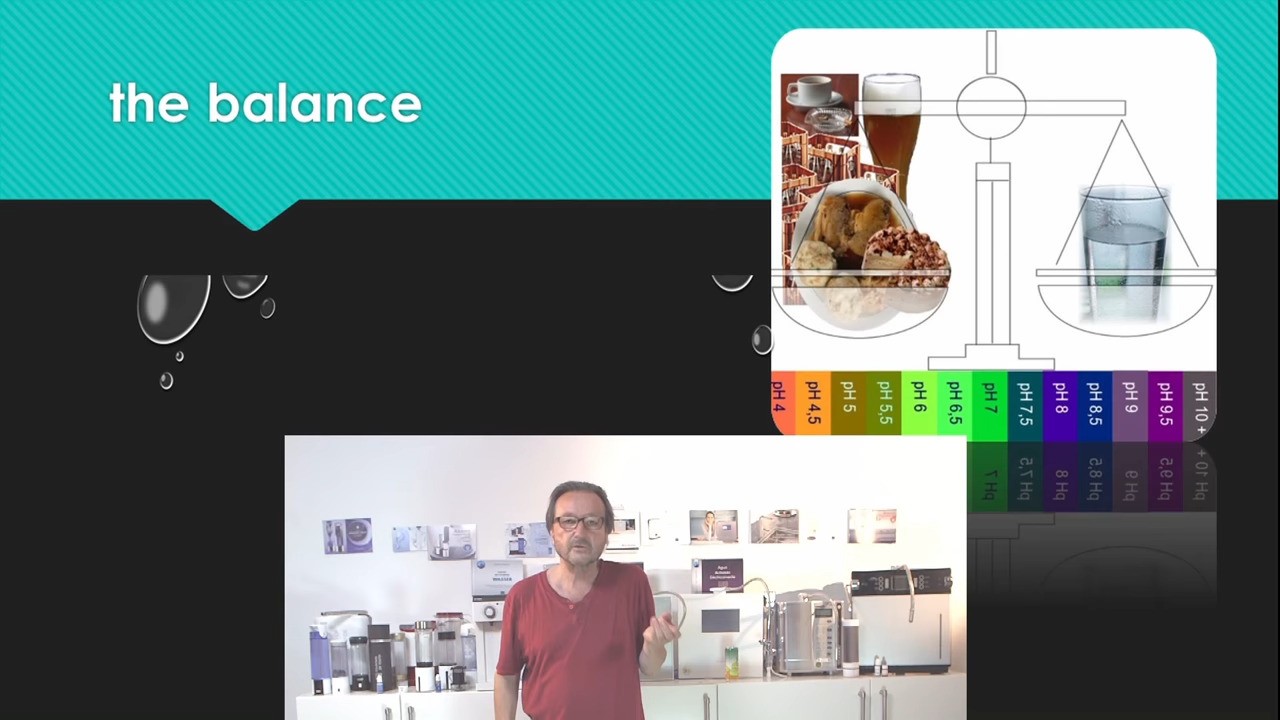 the balance
pH 4
pH 4,5
pH 5
pH 5,5
pH 6
pH 6,5
pH 7
pH 7,5
pH 8
pH 8,5
pH 9
pH 9,5
pH 10 +
WASSER